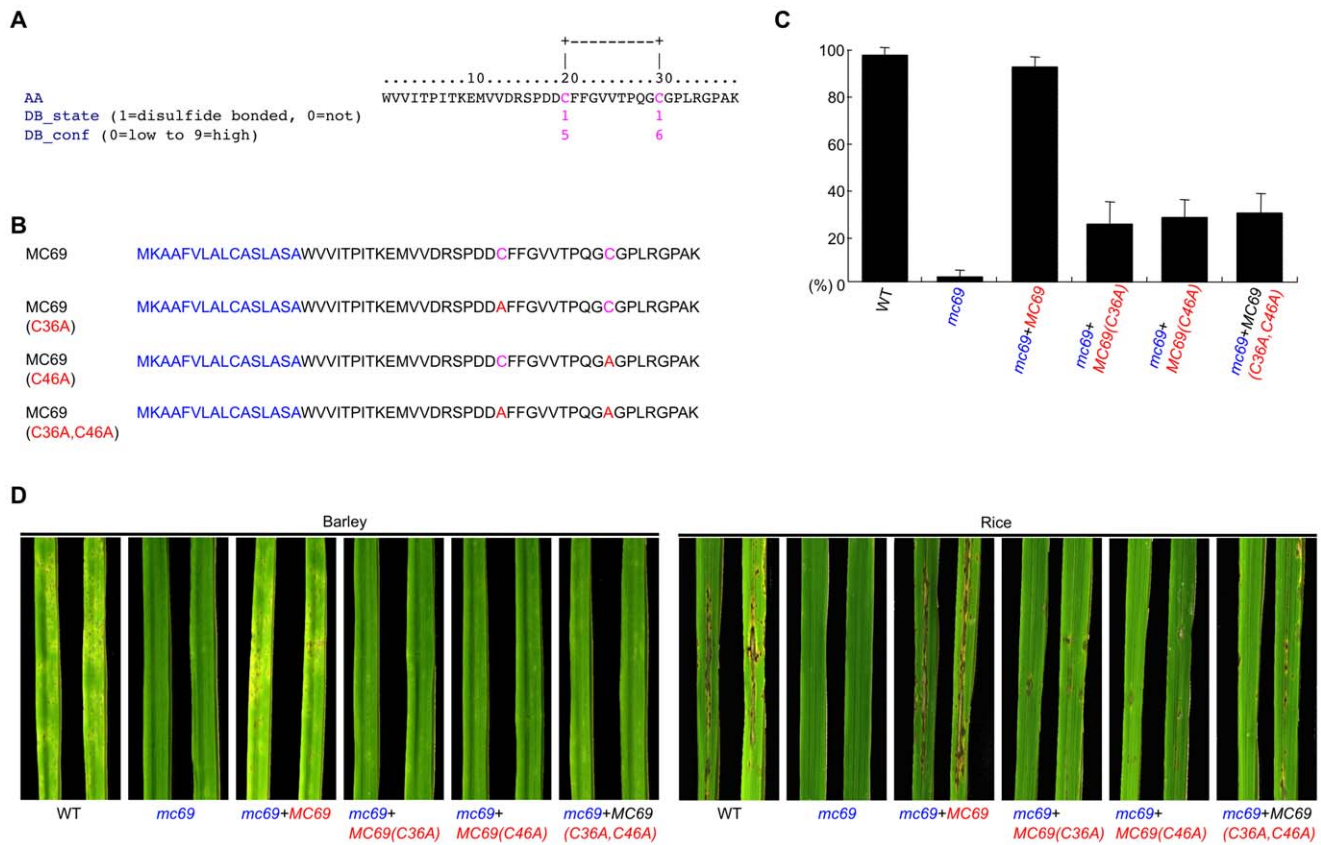 A
+---------+
|         |
.........10........20........30........
AA WVVITPITKEMVVDRSPDDCFFGVVTPQGCGPLRGPAK
DB_state (1=disulfide bonded, 0=not) 1 1
DB_conf (0=low to 9=high) 5 6
B
MC69 MKAAFVLALCASLASAWVVITPITKEMVVDRSPDDCFFGVVTPQGCGPLRGPAK
MC69 MKAAFVLALCASLASAWVVITPITKEMVVDRSPDDAFFGVVTPQGCGPLRGPAK
(C36A)
MC69 MKAAFVLALCASLASAWVVITPITKEMVVDRSPDDCFFGVVTPQGAGPLRGPAK
(C46A)
MC69 MKAAFVLALCASLASAWVVITPITKEMVVDRSPDDAFFGVVTPQGAGPLRGPAK
(C36A,C46A)
C
100
80
60
40
20
(%) 0
WT
mc69
mc69+MC69
mc69+
MC69(C36A)
mc69+
MC69(C46A)
mc69+MC69
(C36A,C46A)
D
Barley
WT
mc69
mc69+MC69
mc69+
MC69(C36A)
mc69+
MC69(C46A)
mc69+MC69
(C36A,C46A)
Rice
WT
mc69
mc69+MC69
mc69+
MC69(C36A)
mc69+
MC69(C46A)
mc69+MC69
(C36A,C46A)